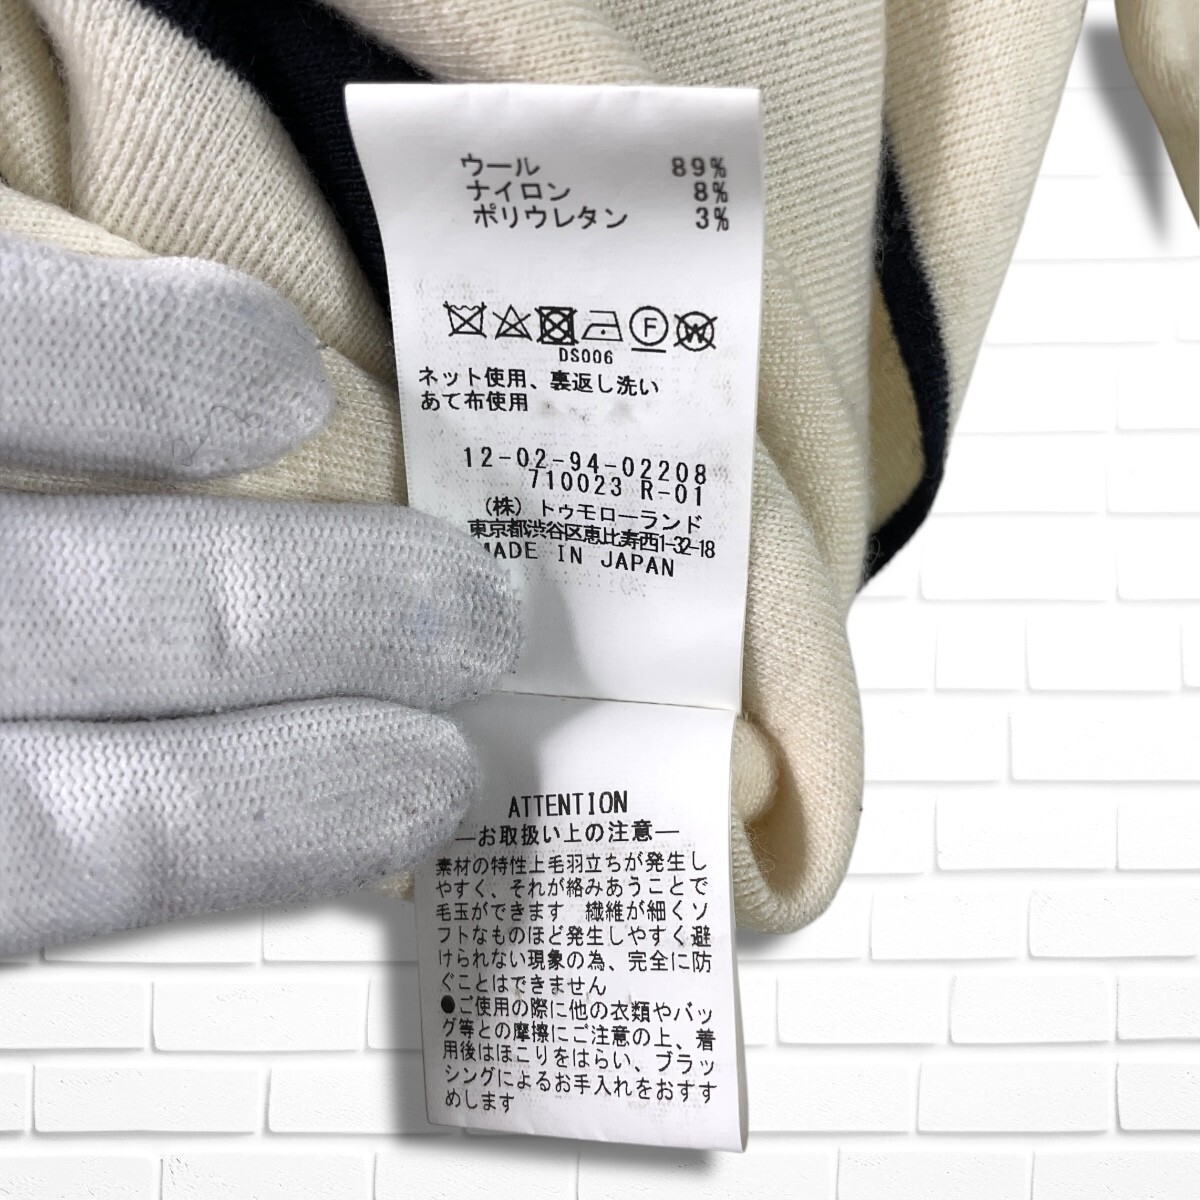 ウール 89%
ナイロン 8%
ポリウレタン 3%
F W
DS006
ネット使用、裏返し洗い
あて布使用
12-02-94-02208
710023 R-01
(株) トゥモローランド
東京都渋谷区恵比寿西1-32-18
MADE IN JAPAN
ATTENTION
―お取扱い上の注意―
素材の特性上毛羽立ちが発生し
やすく、それが絡みあうことで
毛玉ができます 繊維が細くソ
フトなものほど発生しやすく避
けられない現象の為、完全に防
ぐことはできません
●ご使用の際に他の衣類やバッ
グ等との摩擦にご注意の上、着
用後はほこりをはらい、ブラッ
シングによるお手入れをおすす
めします